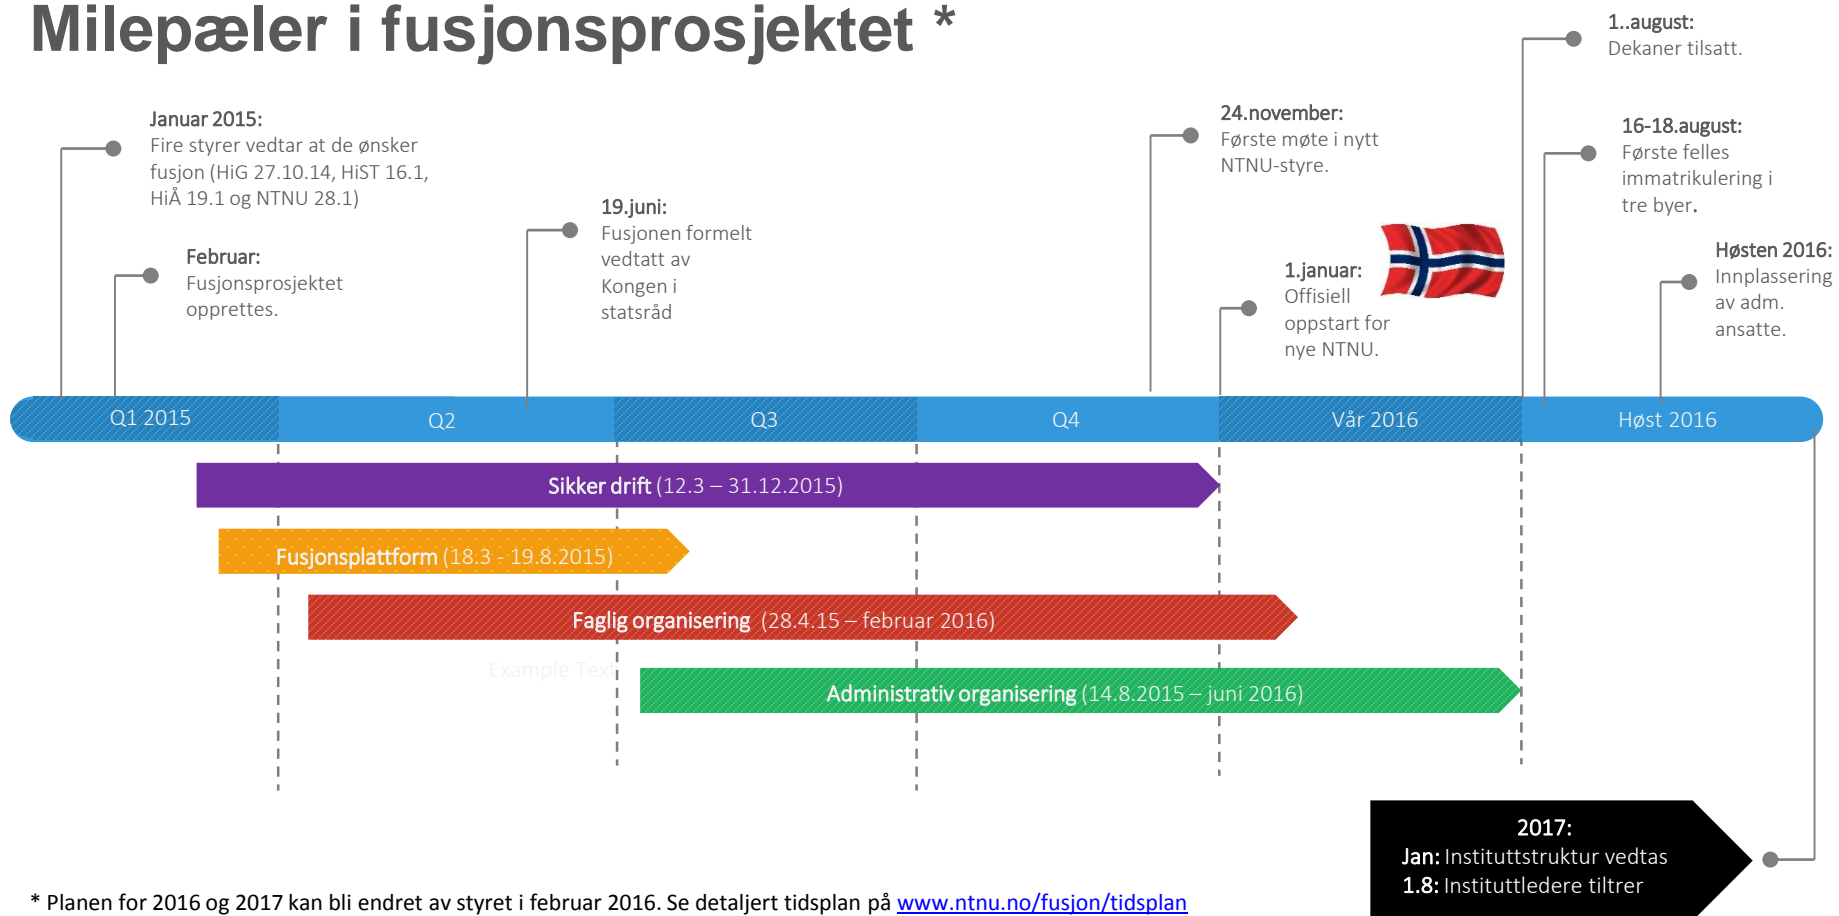 Milepæler i fusjonsprosjektet *
Januar 2015:
Fire styrer vedtar at de ønsker
fusjon (HiG 27.10.14, HiST 16.1,
HiÅ 19.1 og NTNU 28.1)
Februar:
Fusjonsprosjektet
opprettes.
19.juni:
Fusjonen formelt
vedtatt av
Kongen i
statsråd
24.november:
Første møte i nytt
NTNU-styre.
1.januar:
Offisiell
oppstart for
nye NTNU.
1..august:
Dekaner tilsatt.
16-18.august:
Første felles
immatrikulering i
tre byer.
Høsten 2016:
Innplassering
av adm.
ansatte.
Q1 2015
Q2
Q3
Q4
Vår 2016
Høst 2016
Sikker drift (12.3 – 31.12.2015)
Fusjonsplattform (18.3 - 19.8.2015)
Faglig organisering (28.4.15 – februar 2016)
Example Text
Administrativ organisering (14.8.2015 – juni 2016)
2017:
Jan: Instituttstruktur vedtas
1.8: Instituttledere tiltrer
* Planen for 2016 og 2017 kan bli endret av styret i februar 2016. Se detaljert tidsplan på www.ntnu.no/fusjon/tidsplan